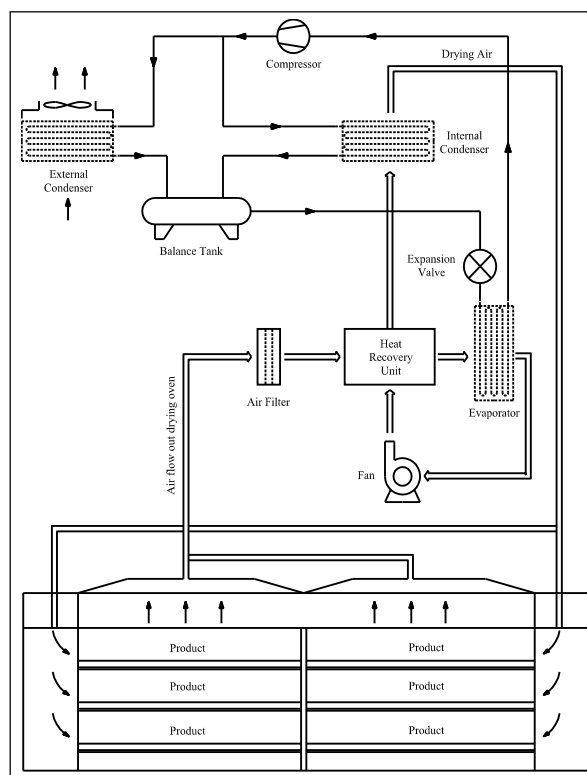 Drying Air
Compressor
External
Condenser
Internal
Condenser
Balance Tank
Expansion
Valve
Heat
Recovery
Unit
Air Filter
Evaporator
Air flow out drying oven
Fan
Product
Product
Product
Product
Product
Product